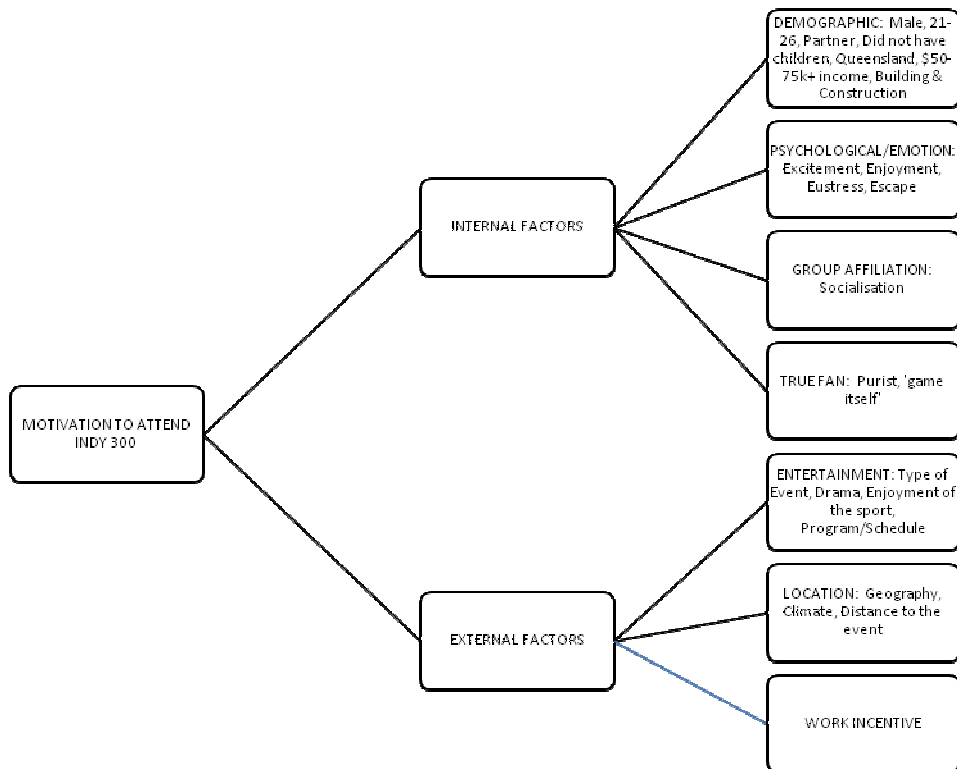 DEMOGRAPHIC: Male, 21-
26, Partner, Did not have
children, Queensland, $50-
75k+ income, Building &
Construction
PSYCHOLOGICAL/EMOTION:
Excitement, Enjoyment,
Eustress, Escape
INTERNAL FACTORS
GROUP AFFILIATION:
Socialisation
TRUE FAN: Purist, 'game
itself'
MOTIVATION TO ATTEND
INDY 300
ENTERTAINMENT: Type of
Event, Drama, Enjoyment of
the sport,
Program/Schedule
LOCATION: Geography,
Climate, Distance to the
event
EXTERNAL FACTORS
WORK INCENTIVE